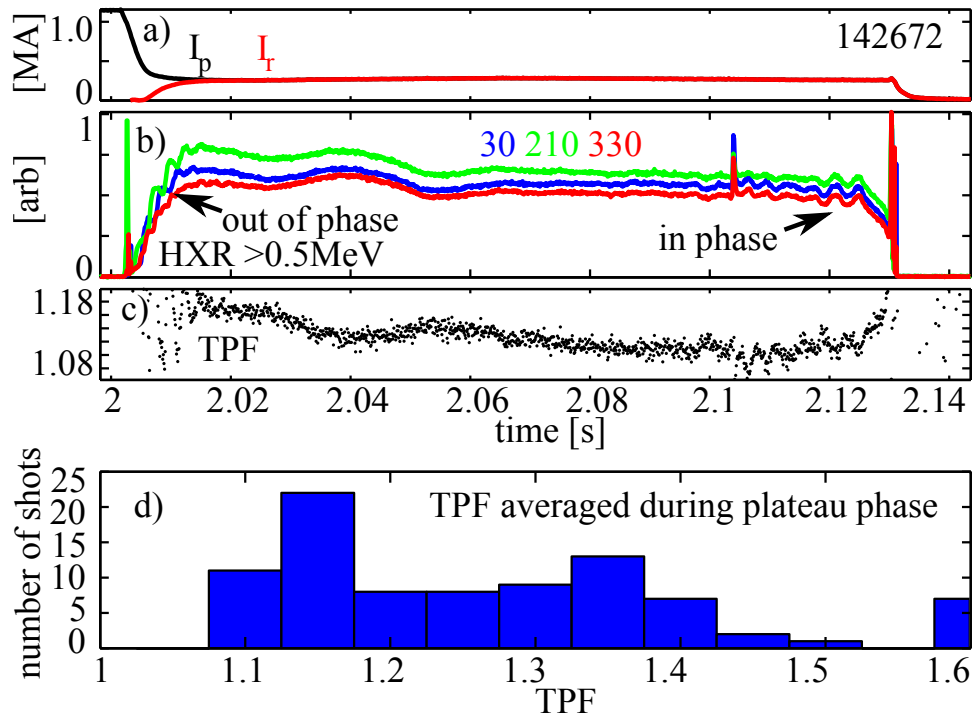 1.0
0
[MA]
a)
I_p
I_r
142672
1
0
[arb]
b)
30 210 330
out of phase
HXR >0.5MeV
in phase
1.18
1.08
c)
TPF
2 2.02 2.04 2.06 2.08 2.1 2.12 2.14
time [s]
25
20
15
10
5
0
number of shots
d)
TPF averaged during plateau phase
1 1.1 1.2 1.3 1.4 1.5 1.6
TPF